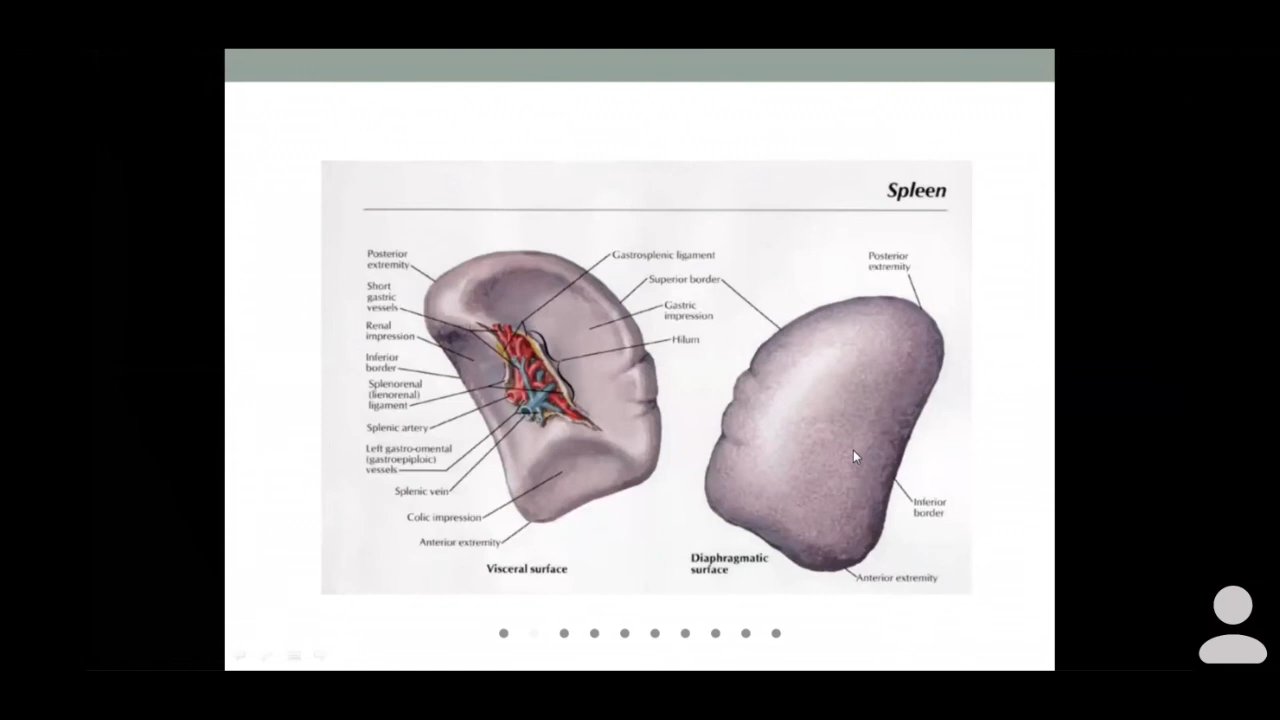 Spleen
Posterior
extremity
Short
gastric
vessels
Renal
impression
Inferior
border
Splenorenal
(lienorenal)
ligament
Splenic artery
Left gastro-omental
(gastroepiploic)
vessels
Splenic vein
Colic impression
Anterior extremity
Visceral surface
Gastrosplenic ligament
Superior border
Gastric
impression
Hilum
Posterior
extremity
Inferior
border
Diaphragmatic
surface
Anterior extremity